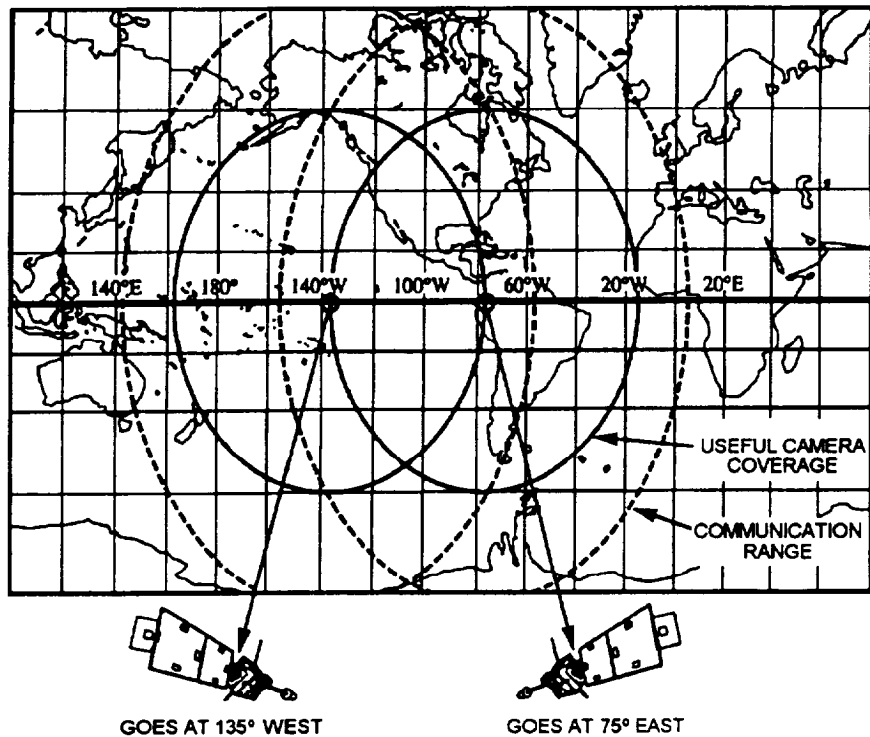 140°E 180° 140°W 100°W 60°W 20°W 20°E
USEFUL CAMERA
COVERAGE
COMMUNICATION
RANGE
GOES AT 135° WEST GOES AT 75° EAST